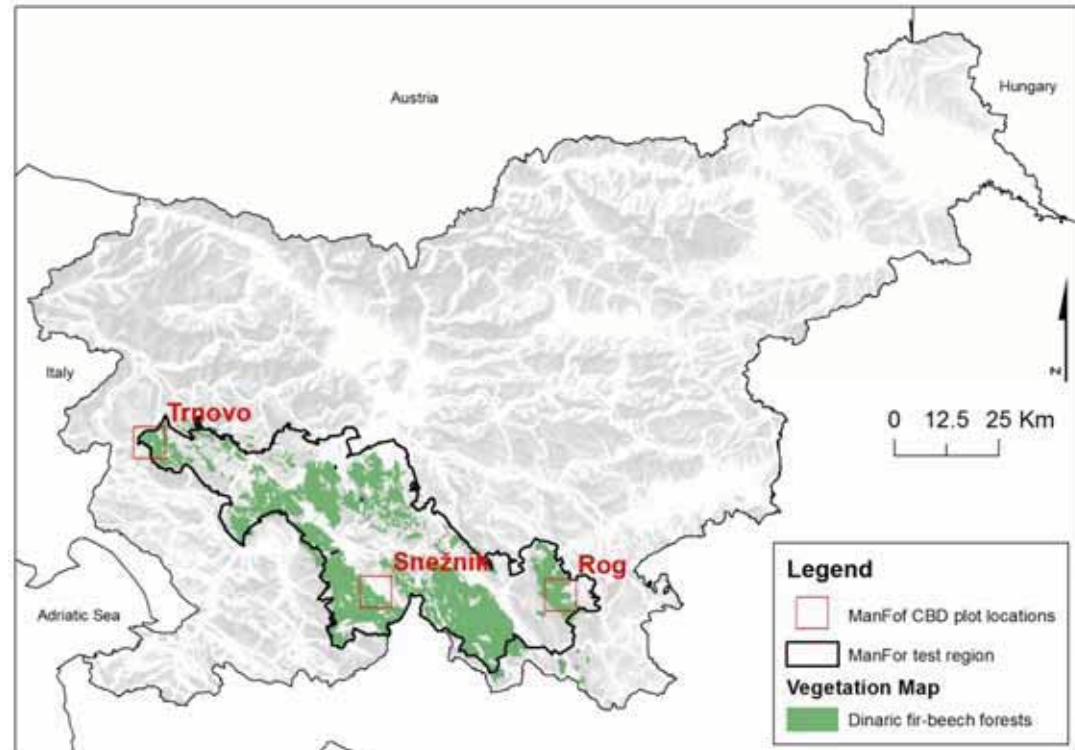 Austria
Hungary
Italy
Trnovo
0 12.5 25 Km
N
Snežnik
Rog
Adriatic Sea
Legend
ManFof CBD plot locations
ManFor test region
Vegetation Map
Dinaric fir-beech forests